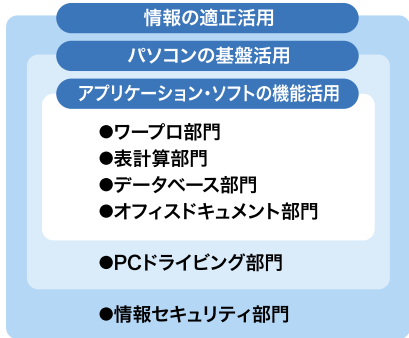 情報の適正活用
パソコンの基盤活用
アプリケーション・ソフトの機能活用
●ワープロ部門
●表計算部門
●データベース部門
●オフィスドキュメント部門
●PCドライビング部門
●情報セキュリティ部門